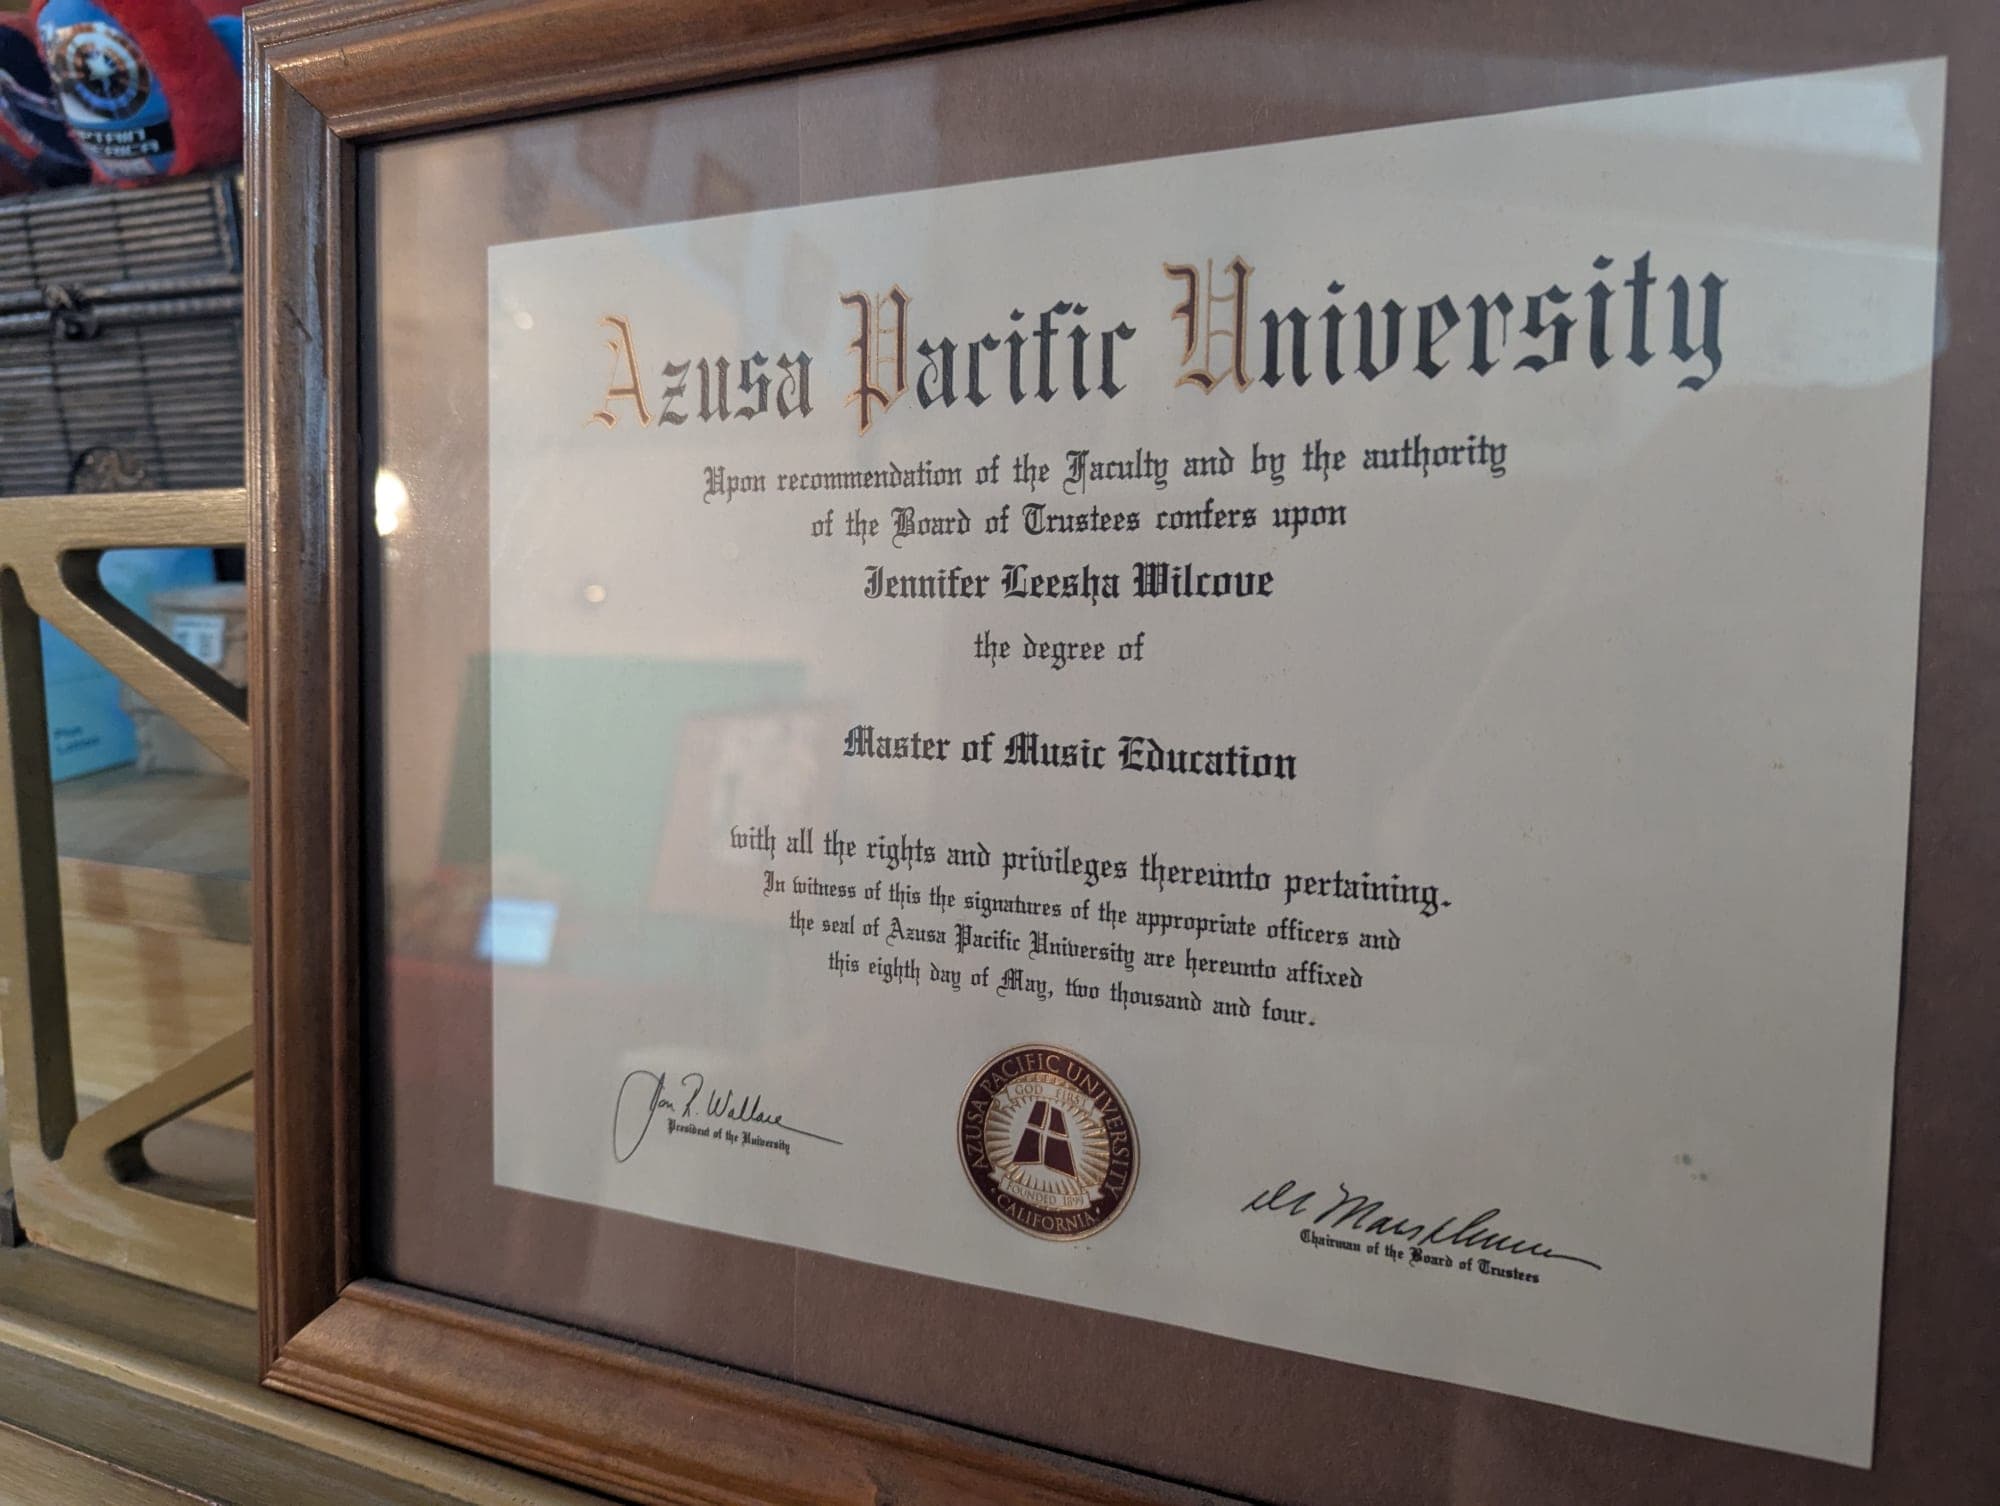 Azusa Pacific University
Upon recommendation of the Faculty and by the authority
of the Board of Trustees confers upon
Jennifer Leesha Wilcove
the degree of
Master of Music Education
with all the rights and privileges thereunto pertaining.
In witness of this the signatures of the appropriate officers and
the seal of Azusa Pacific University are hereunto affixed
this eighth day of May, two thousand and four.
Jon R. Wallace
President of the University
AZUSA PACIFIC UNIVERSITY
GOD FIRST
FOUNDED 1899
• CALIFORNIA •
Chairman of the Board of Trustees